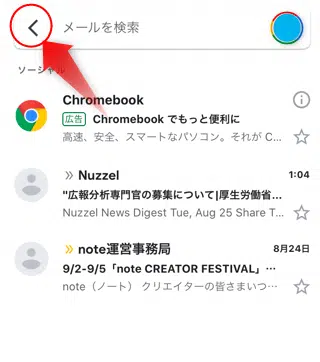 メールを検索
ソーシャル
Chromebook
広告 Chromebook でもっと便利に
高速、安全、スマートなパソコン。それが C...
Nuzzel 1:04
"広報分析専門官の募集について|厚生労働省...
Nuzzel News Digest Tue, Aug 25 Share T...
note運営事務局 8月24日
9/2-9/5「note CREATOR FESTIVAL」…
note（ノート） クリエイターの皆さまいつ...